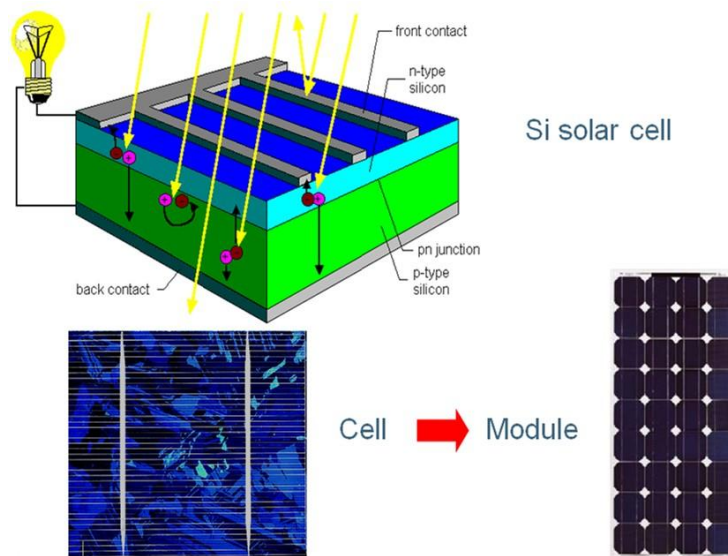 front contact
n-type
silicon
Si solar cell
pn junction
p-type
silicon
back contact
Cell
Module